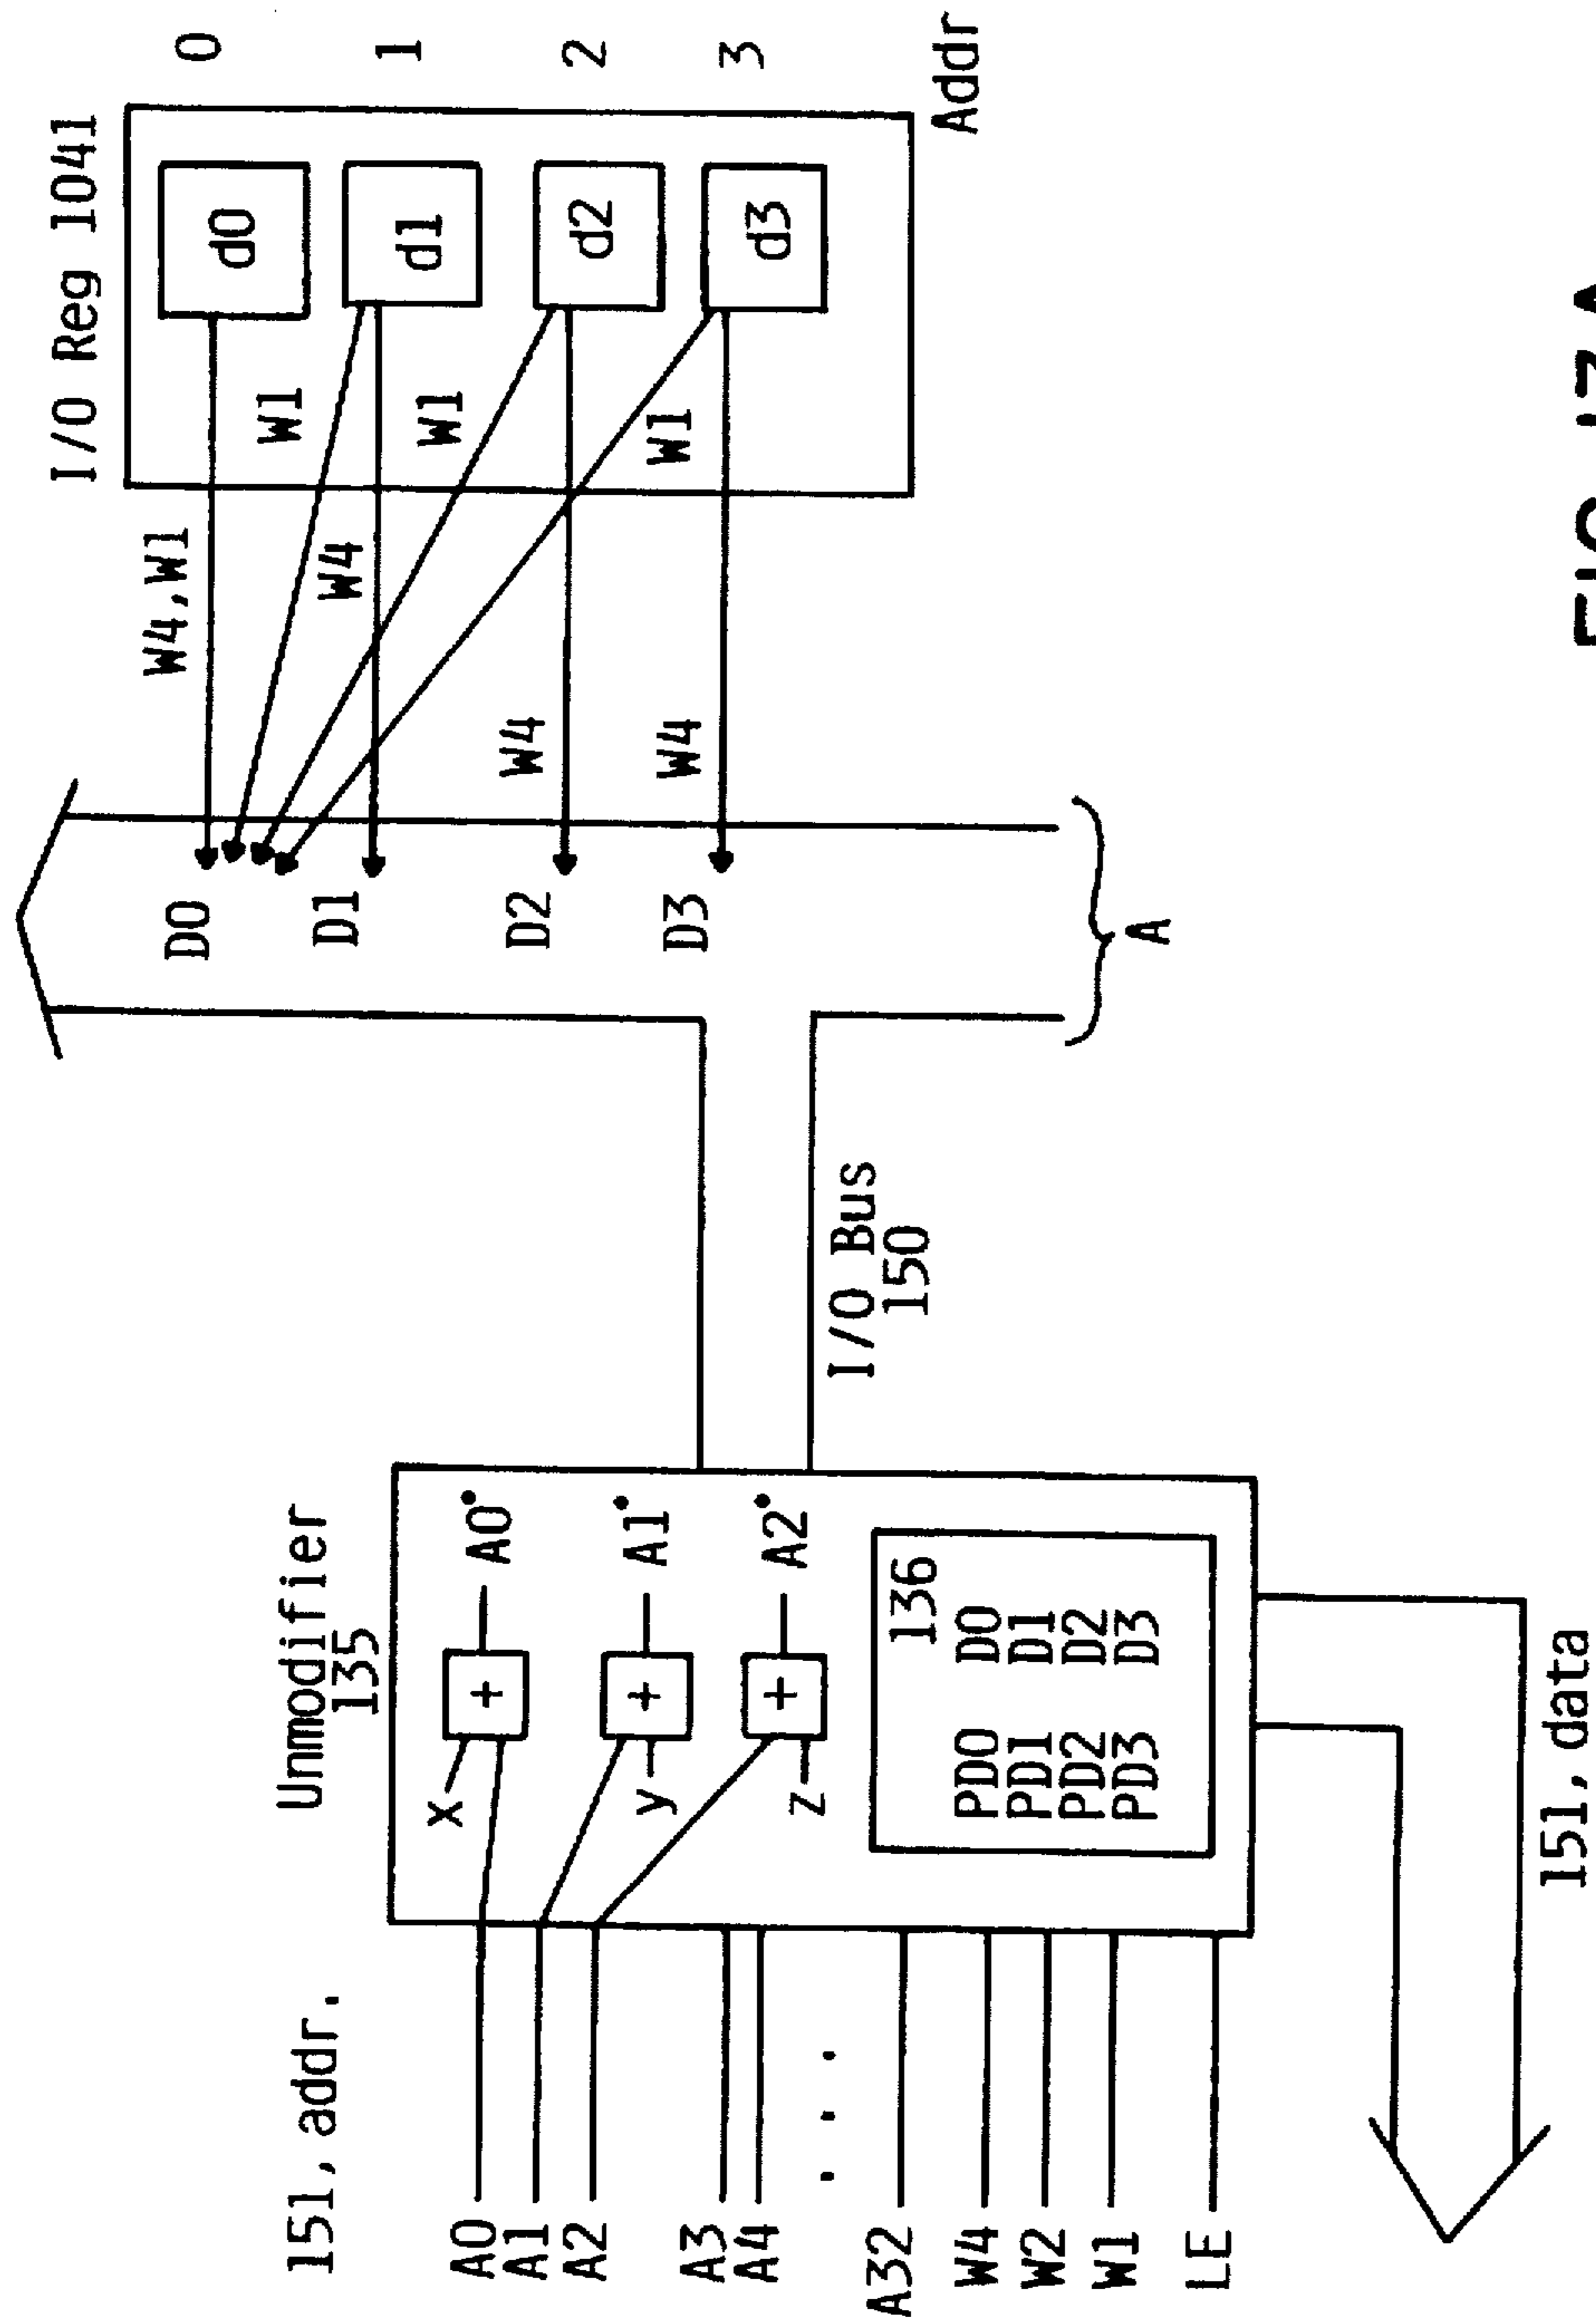 151, addr.
A0
A1
A2
A3
A4
. . .
A32
W4
W2
W1
LE
Unmodifier
135
x
+
A0•
y
+
A1•
z
+
A2•
136
PD0 D0
PD1 D1
PD2 D2
PD3 D3
151, data
I/O Bus
150
D0
D1
D2
D3
A
W4,W1
W4
W4
W4
W1
W1
W1
I/O Reg 1041
d0
d1
d2
d3
0
1
2
3
Addr